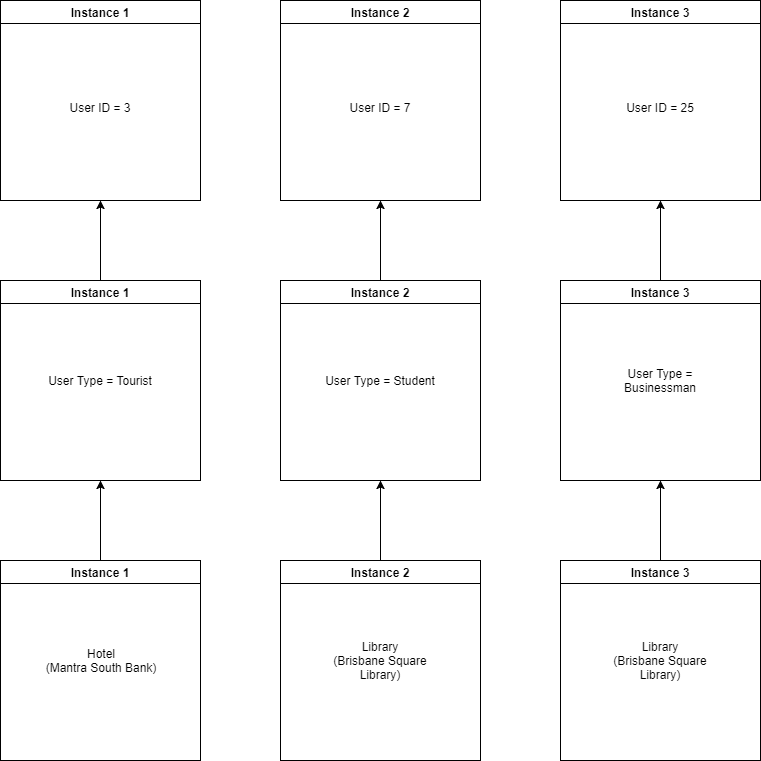 Instance 1
Instance 2
Instance 3
User ID = 3
User ID = 7
User ID = 25
Instance 1
Instance 2
Instance 3
User Type = Tourist
User Type = Student
User Type =
Businessman
Instance 1
Instance 2
Instance 3
Hotel
(Mantra South Bank)
Library
(Brisbane Square
Library)
Library
(Brisbane Square
Library)